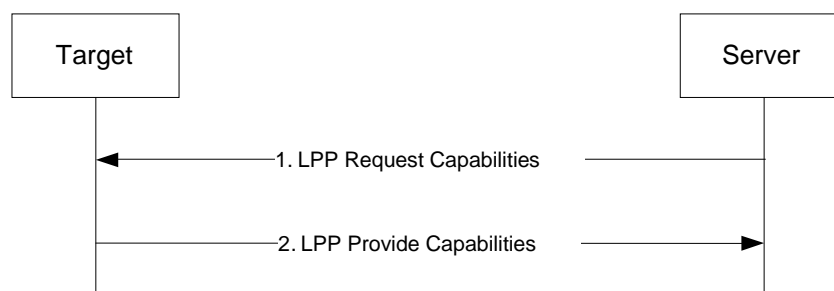 Target
Server
1. LPP Request Capabilities
2. LPP Provide Capabilities